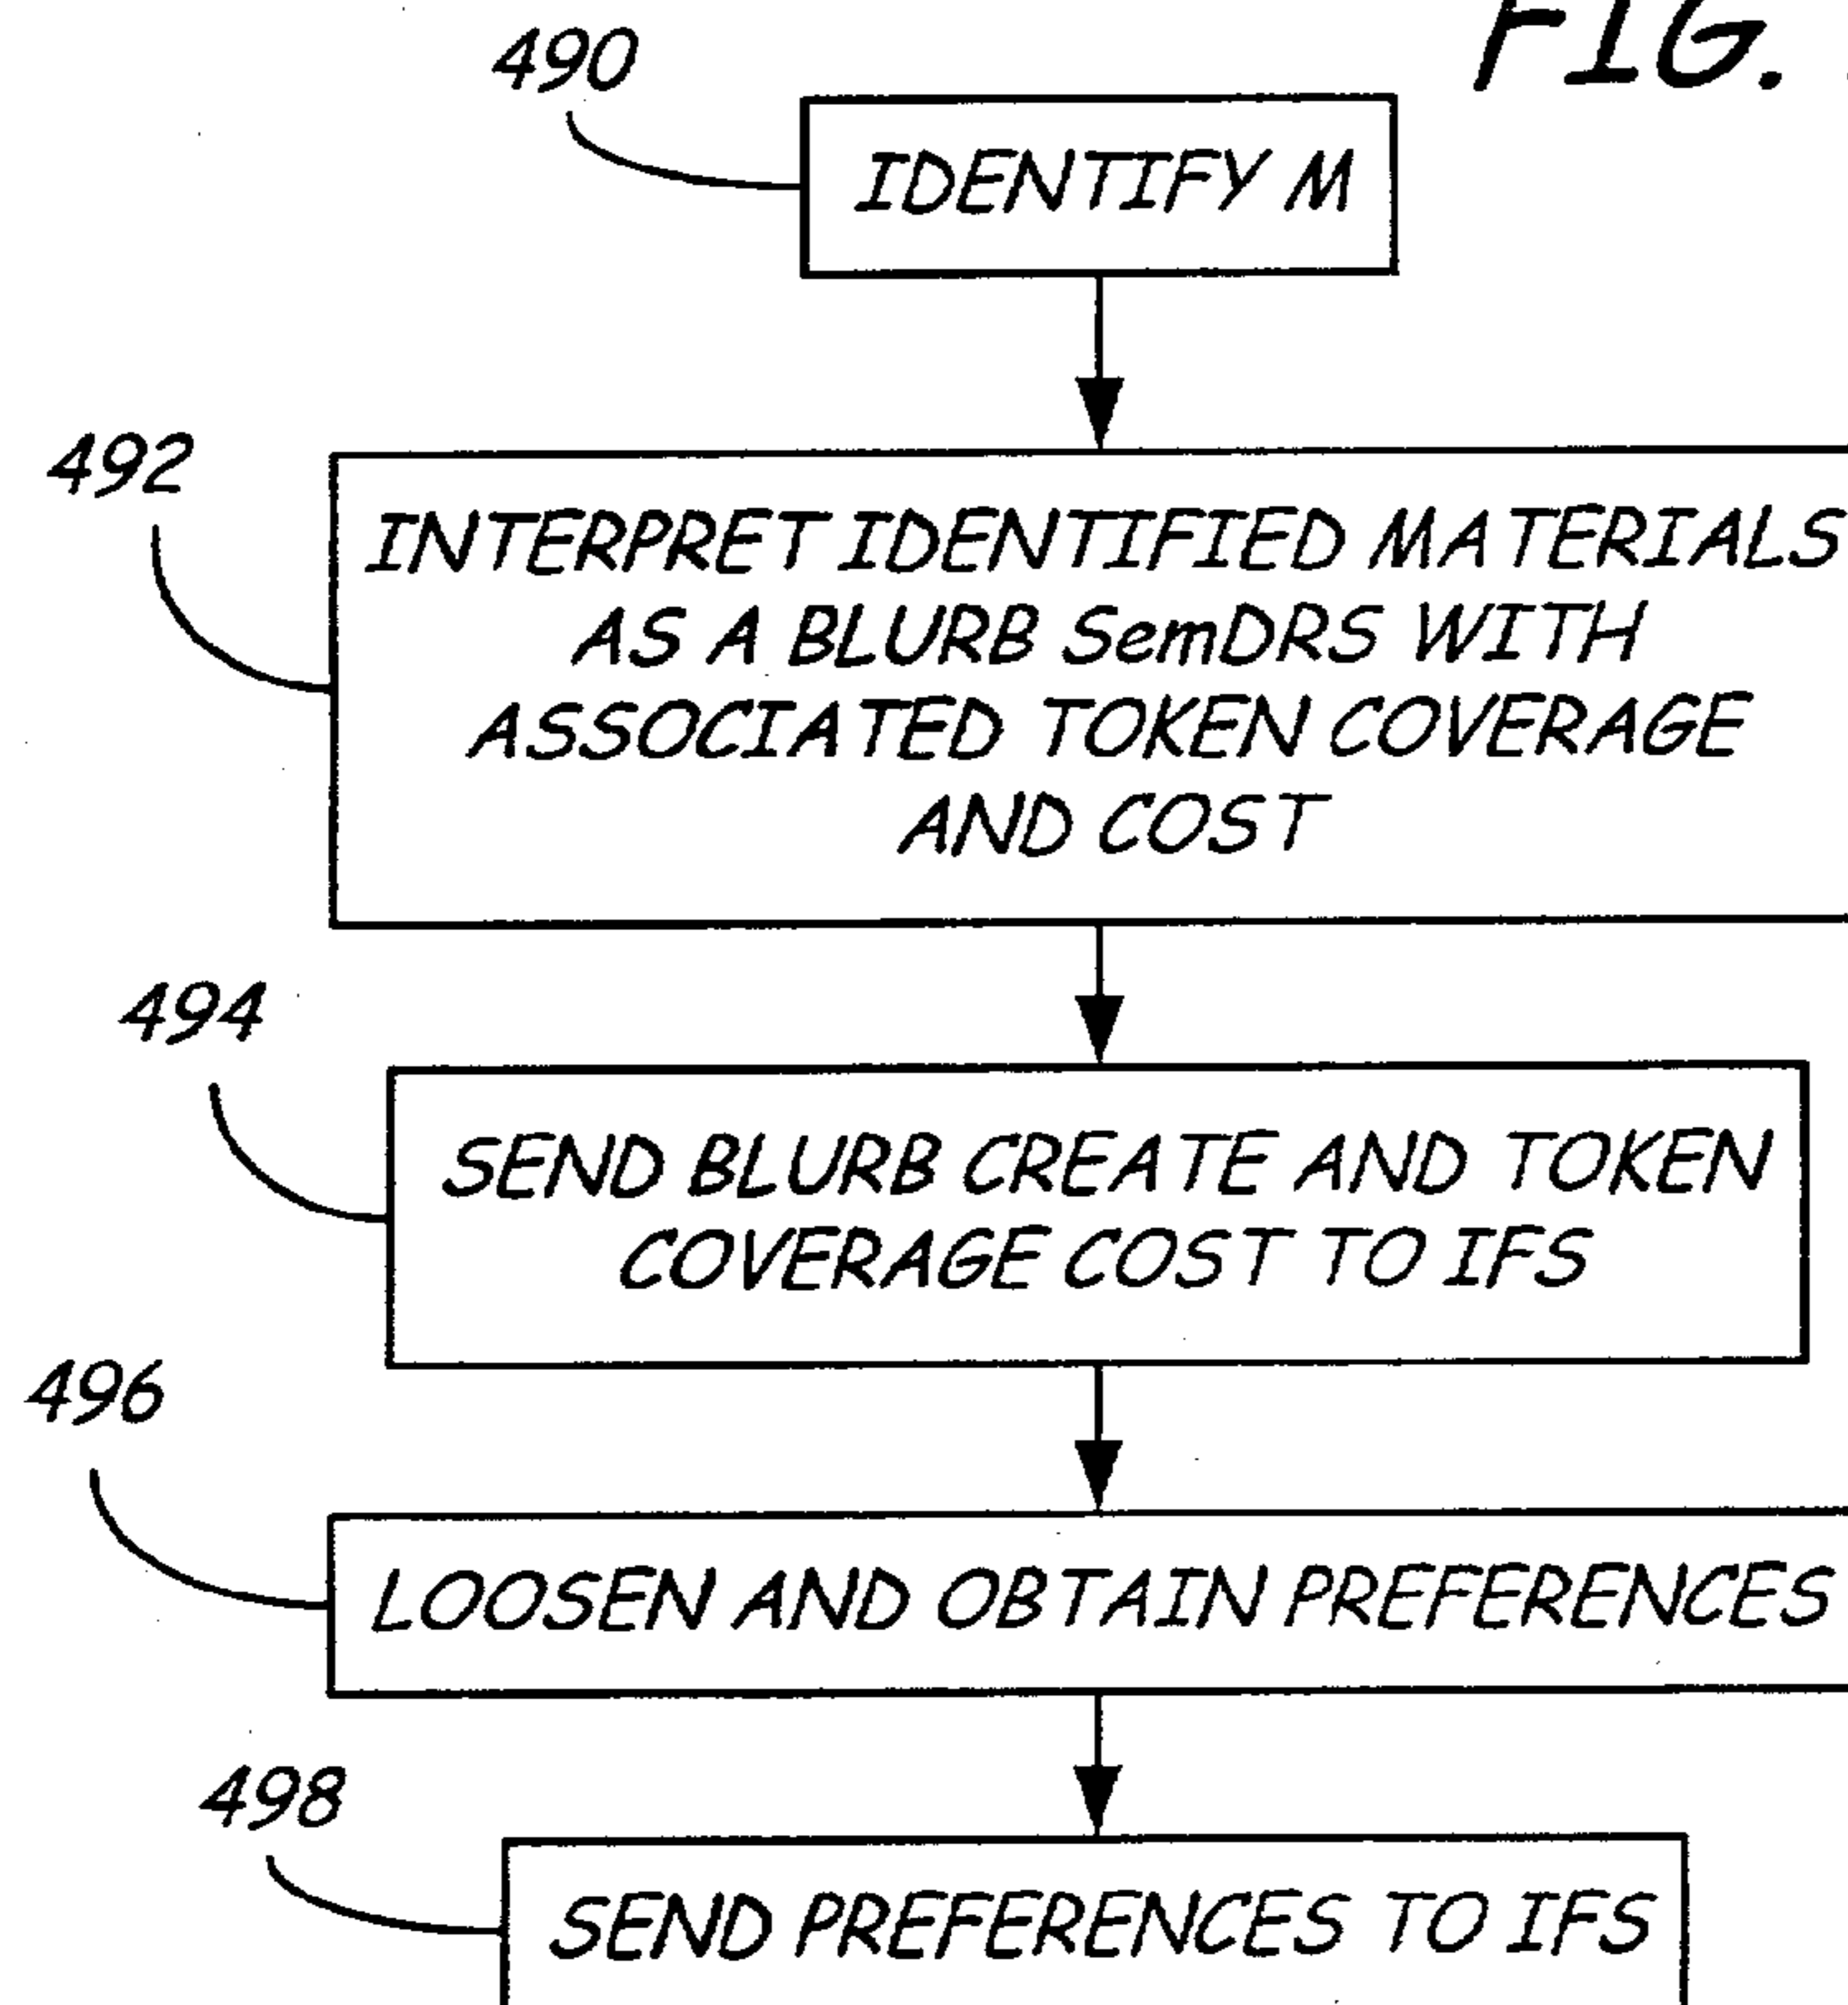 FIG.
490
IDENTIFY M
492
INTERPRET IDENTIFIED MATERIALS
AS A BLURB SemDRS WITH
ASSOCIATED TOKEN COVERAGE
AND COST
494
SEND BLURB CREATE AND TOKEN
COVERAGE COST TO IFS
496
LOOSEN AND OBTAIN PREFERENCES
498
SEND PREFERENCES TO IFS